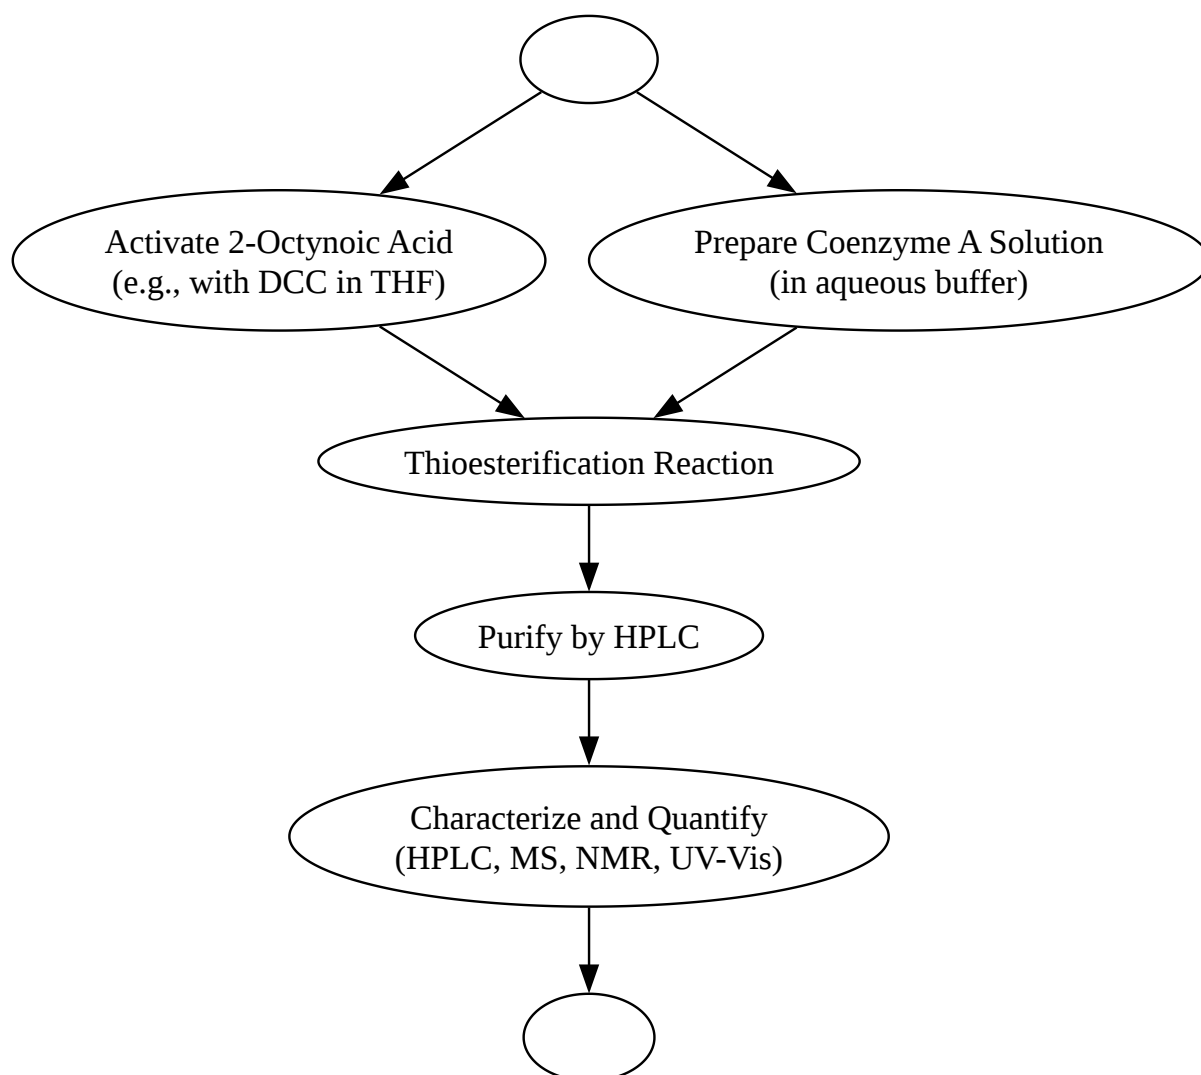 Activate 2-Octynoic Acid
(e.g., with DCC in THF)
Prepare Coenzyme A Solution
(in aqueous buffer)
Thioesterification Reaction
Purify by HPLC
Characterize and Quantify
(HPLC, MS, NMR, UV-Vis)